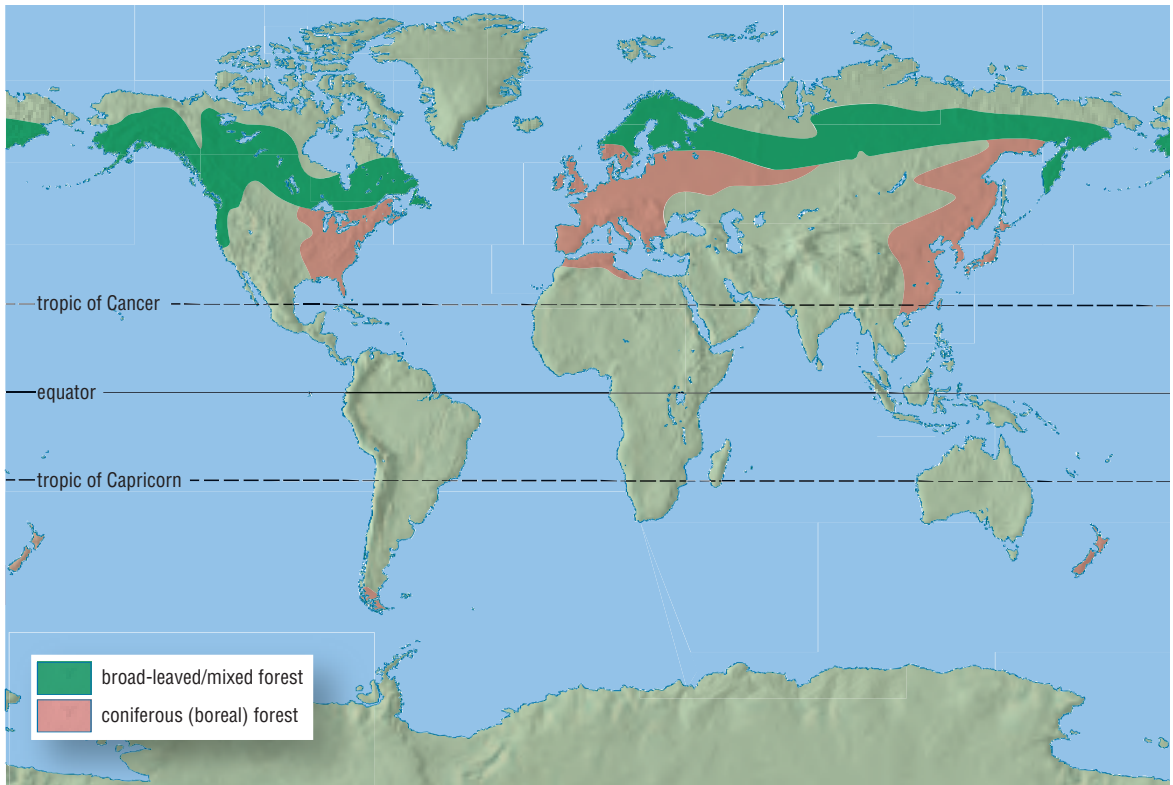 tropic of Cancer
equator
tropic of Capricorn
broad-leaved/mixed forest
coniferous (boreal) forest